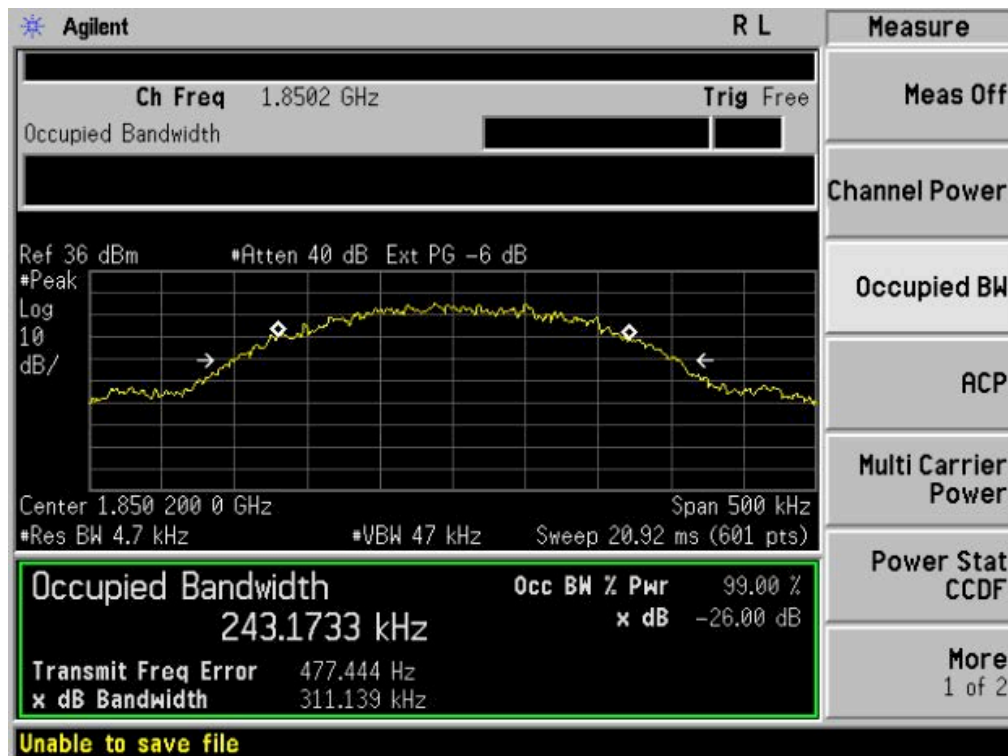 Agilent R L
Ch Freq 1.8502 GHz Trig Free
Occupied Bandwidth
Ref 36 dBm #Atten 40 dB Ext PG -6 dB
#Peak
Log
10
dB/
Center 1.850 200 0 GHz Span 500 kHz
#Res BW 4.7 kHz #VBW 47 kHz Sweep 20.92 ms (601 pts)
Occupied Bandwidth Occ BW % Pwr 99.00 %
243.1733 kHz x dB -26.00 dB
Transmit Freq Error 477.444 Hz
x dB Bandwidth 311.139 kHz
Unable to save file
Measure
Meas Off
Channel Power
Occupied BW
ACP
Multi Carrier
Power
Power Stat
CCDF
More
1 of 2